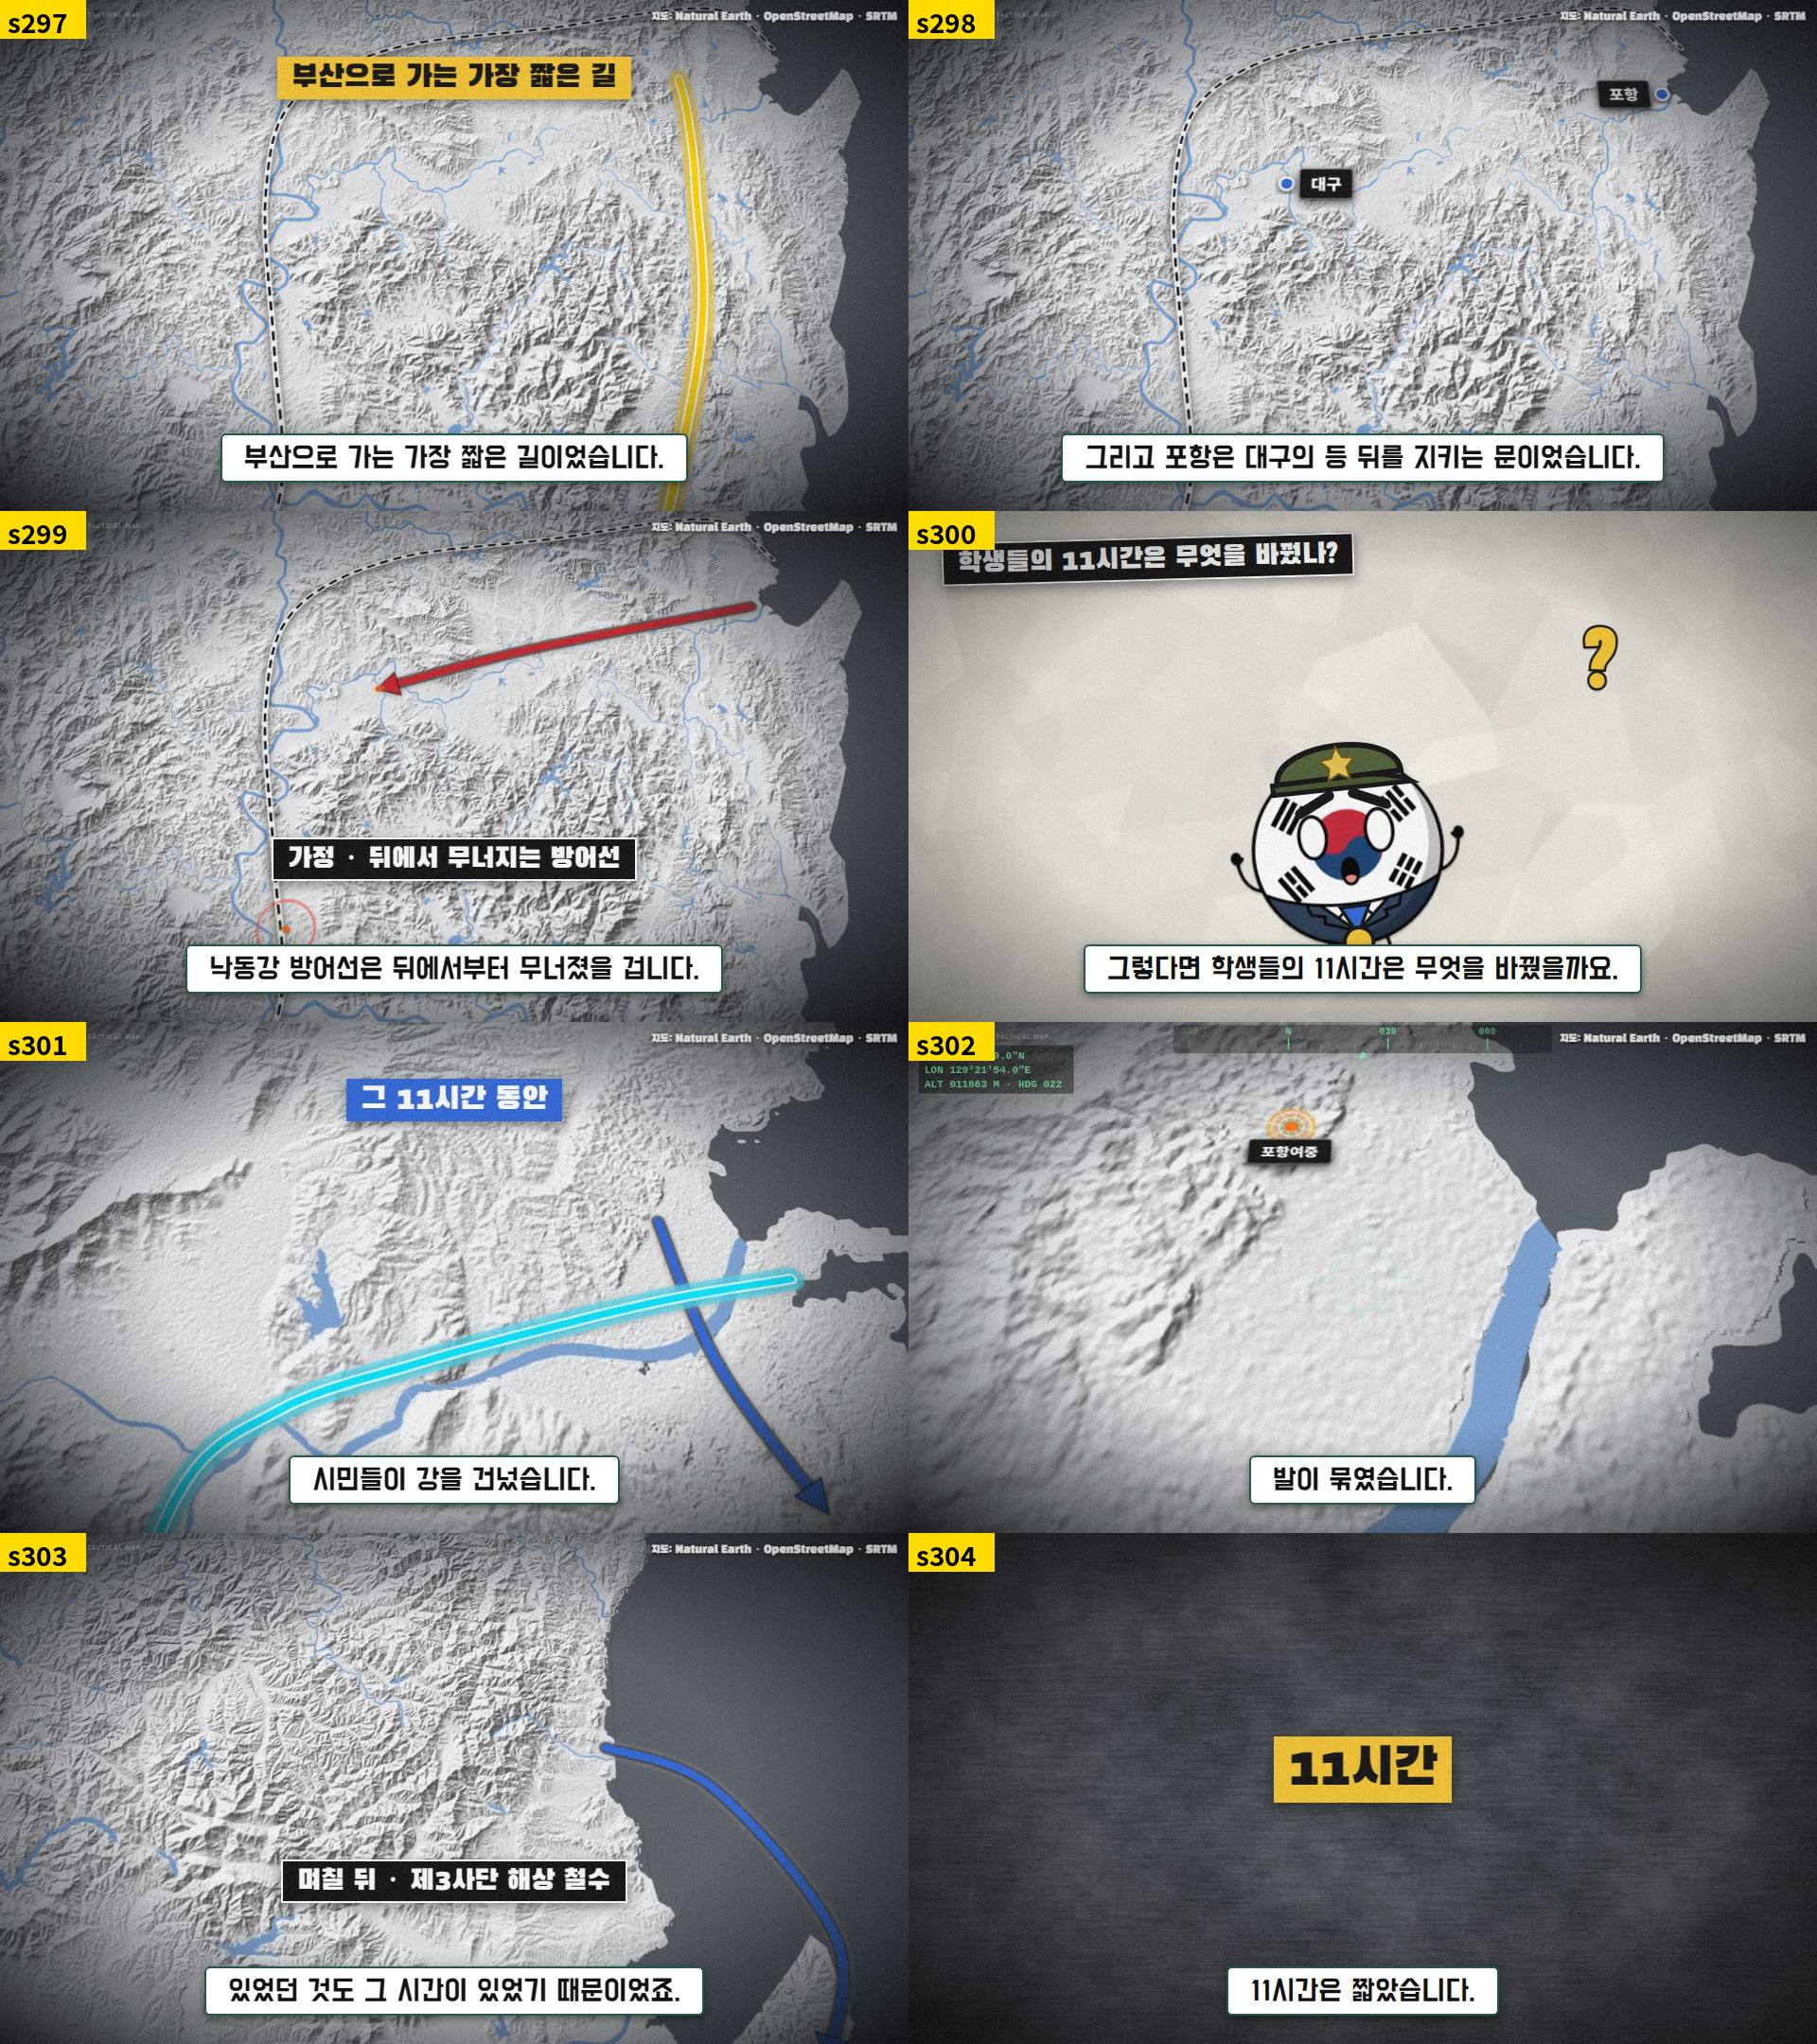 s297
지도: Natural Earth · OpenStreetMap · SRTM
부산으로 가는 가장 짧은 길
부산으로 가는 가장 짧은 길이었습니다.
s298
지도: Natural Earth · OpenStreetMap · SRTM
포항
대구
그리고 포항은 대구의 등 뒤를 지키는 문이었습니다.
s299
TACTICAL MAP
지도: Natural Earth · OpenStreetMap · SRTM
가정 · 뒤에서 무너지는 방어선
낙동강 방어선은 뒤에서부터 무너졌을 겁니다.
s300
학생들의 11시간은 무엇을 바꿨나?
?
그렇다면 학생들의 11시간은 무엇을 바꿨을까요.
s301
TACTICAL MAP
지도: Natural Earth · OpenStreetMap · SRTM
그 11시간 동안
시민들이 강을 건넜습니다.
s302
TACTICAL MAP
지도: Natural Earth · OpenStreetMap · SRTM
N 030 060
0.0"N
LON 129°21'54.0"E
ALT 011663 M · HDG 022
포항여중
발이 묶였습니다.
s303
TACTICAL MAP
지도: Natural Earth · OpenStreetMap · SRTM
며칠 뒤 · 제3사단 해상 철수
있었던 것도 그 시간이 있었기 때문이었죠.
s304
11시간
11시간은 짧았습니다.